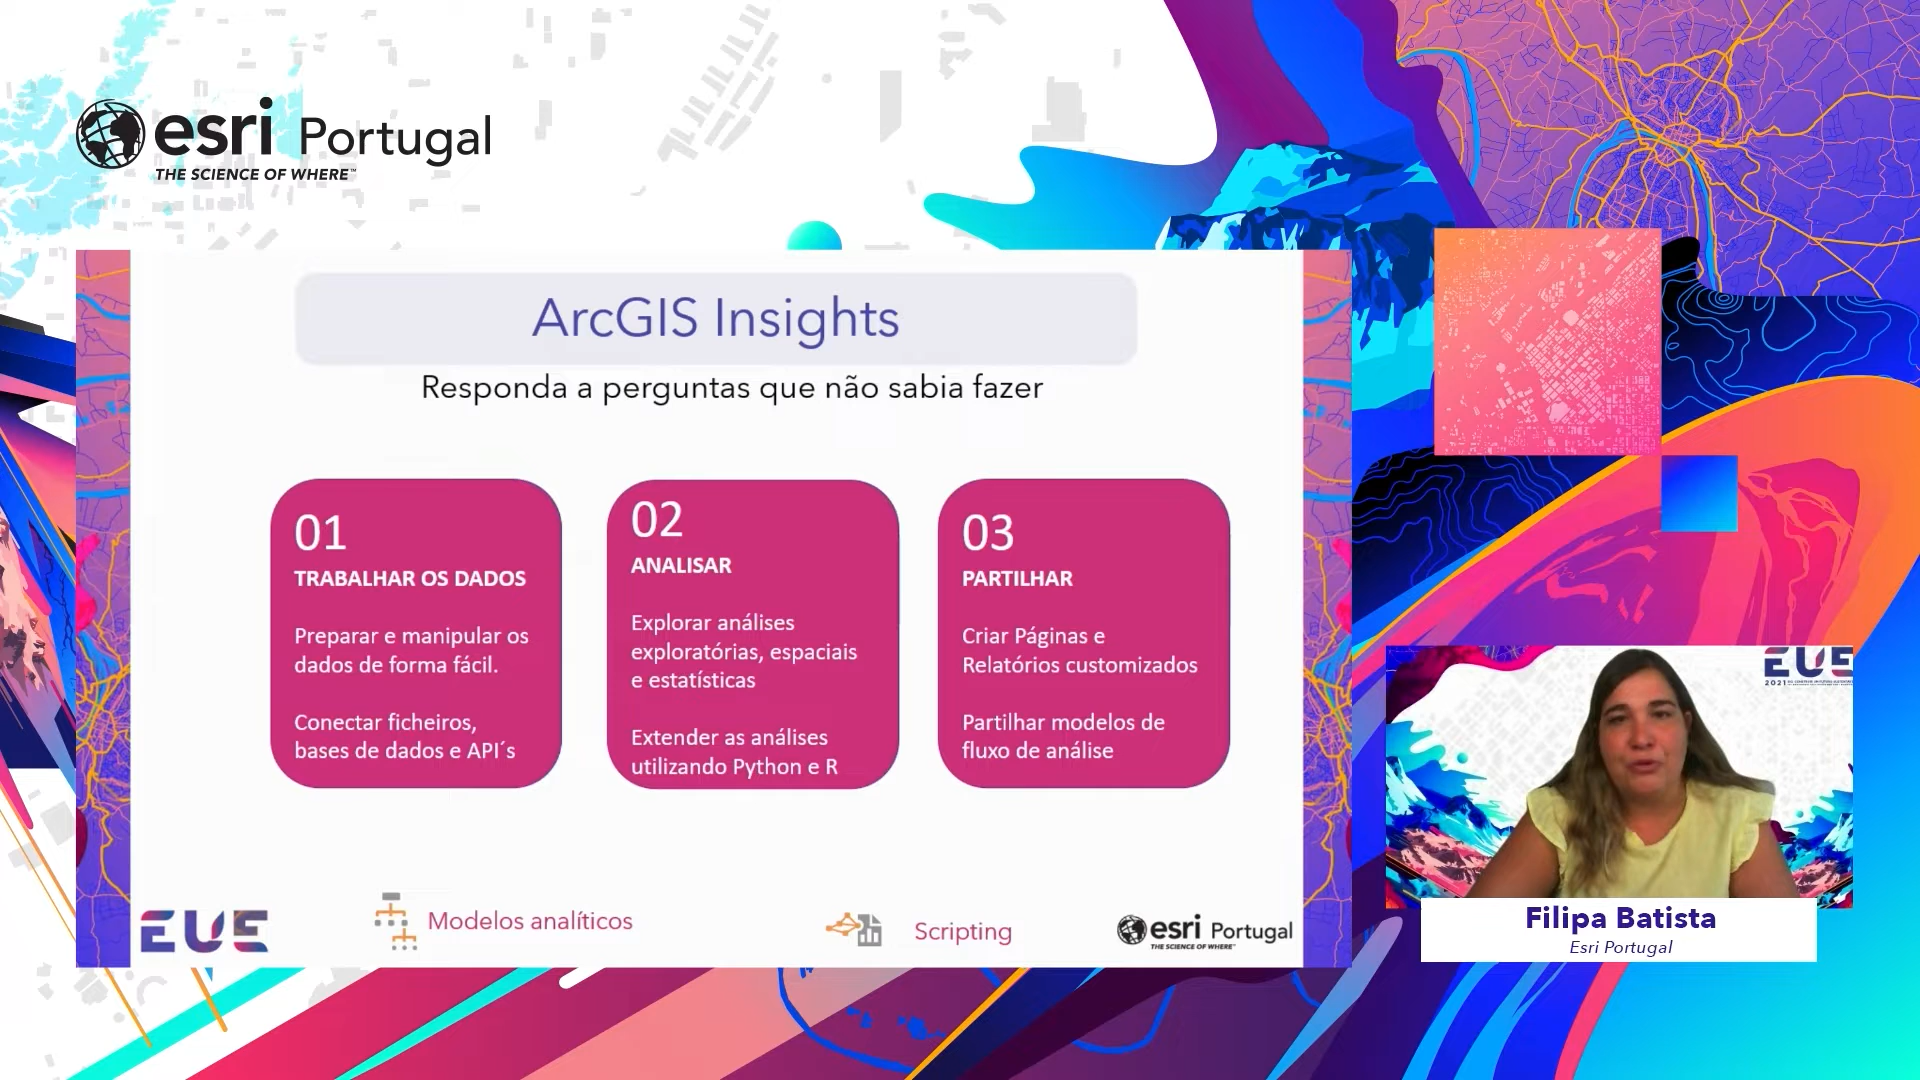 esri Portugal
THE SCIENCE OF WHERE™
ArcGIS Insights
Responda a perguntas que não sabia fazer
01
TRABALHAR OS DADOS
Preparar e manipular os
dados de forma fácil.
Conectar ficheiros,
bases de dados e API´s
02
ANALISAR
Explorar análises
exploratórias, espaciais
e estatísticas
Extender as análises
utilizando Python e R
03
PARTILHAR
Criar Páginas e
Relatórios customizados
Partilhar modelos de
fluxo de análise
EUE
Modelos analíticos
Scripting
esri Portugal
THE SCIENCE OF WHERE™
EUE
2021
Filipa Batista
Esri Portugal